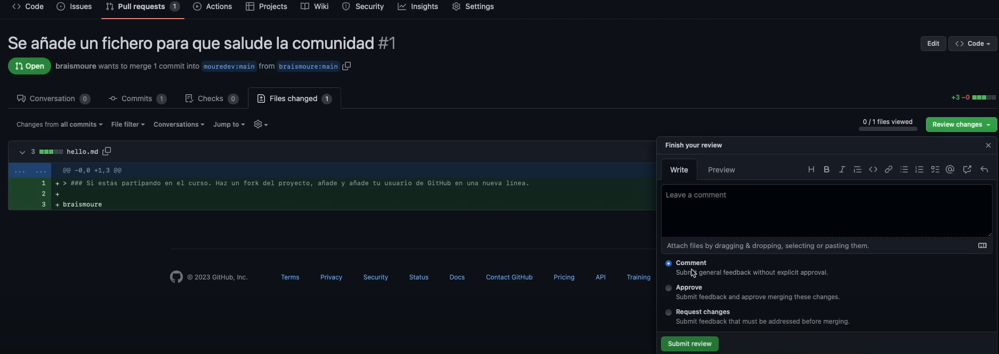 Code Issues Pull requests 1 Actions Projects Wiki Security Insights Settings
Se añade un fichero para que salude la comunidad #1
Edit Code
Open braismoure wants to merge 1 commit into mouredev:main from braismoure:main
Conversation 0 Commits 1 Checks 0 Files changed 1
+3 −0
Changes from all commits File filter Conversations Jump to
0 / 1 files viewed
Review changes
3 hello.md
... ... @@ -0,0 +1,3 @@
1 + > ### Si estás partipando en el curso. Haz un fork del proyecto, añade y añade tu usuario de GitHub en una nueva línea.
2 +
3 + braismoure
Finish your review
Write Preview
Leave a comment
Attach files by dragging & dropping, selecting or pasting them.
Comment
Submit general feedback without explicit approval.
Approve
Submit feedback and approve merging these changes.
Request changes
Submit feedback that must be addressed before merging.
Submit review
© 2023 GitHub, Inc. Terms Privacy Security Status Docs Contact GitHub Pricing API Training